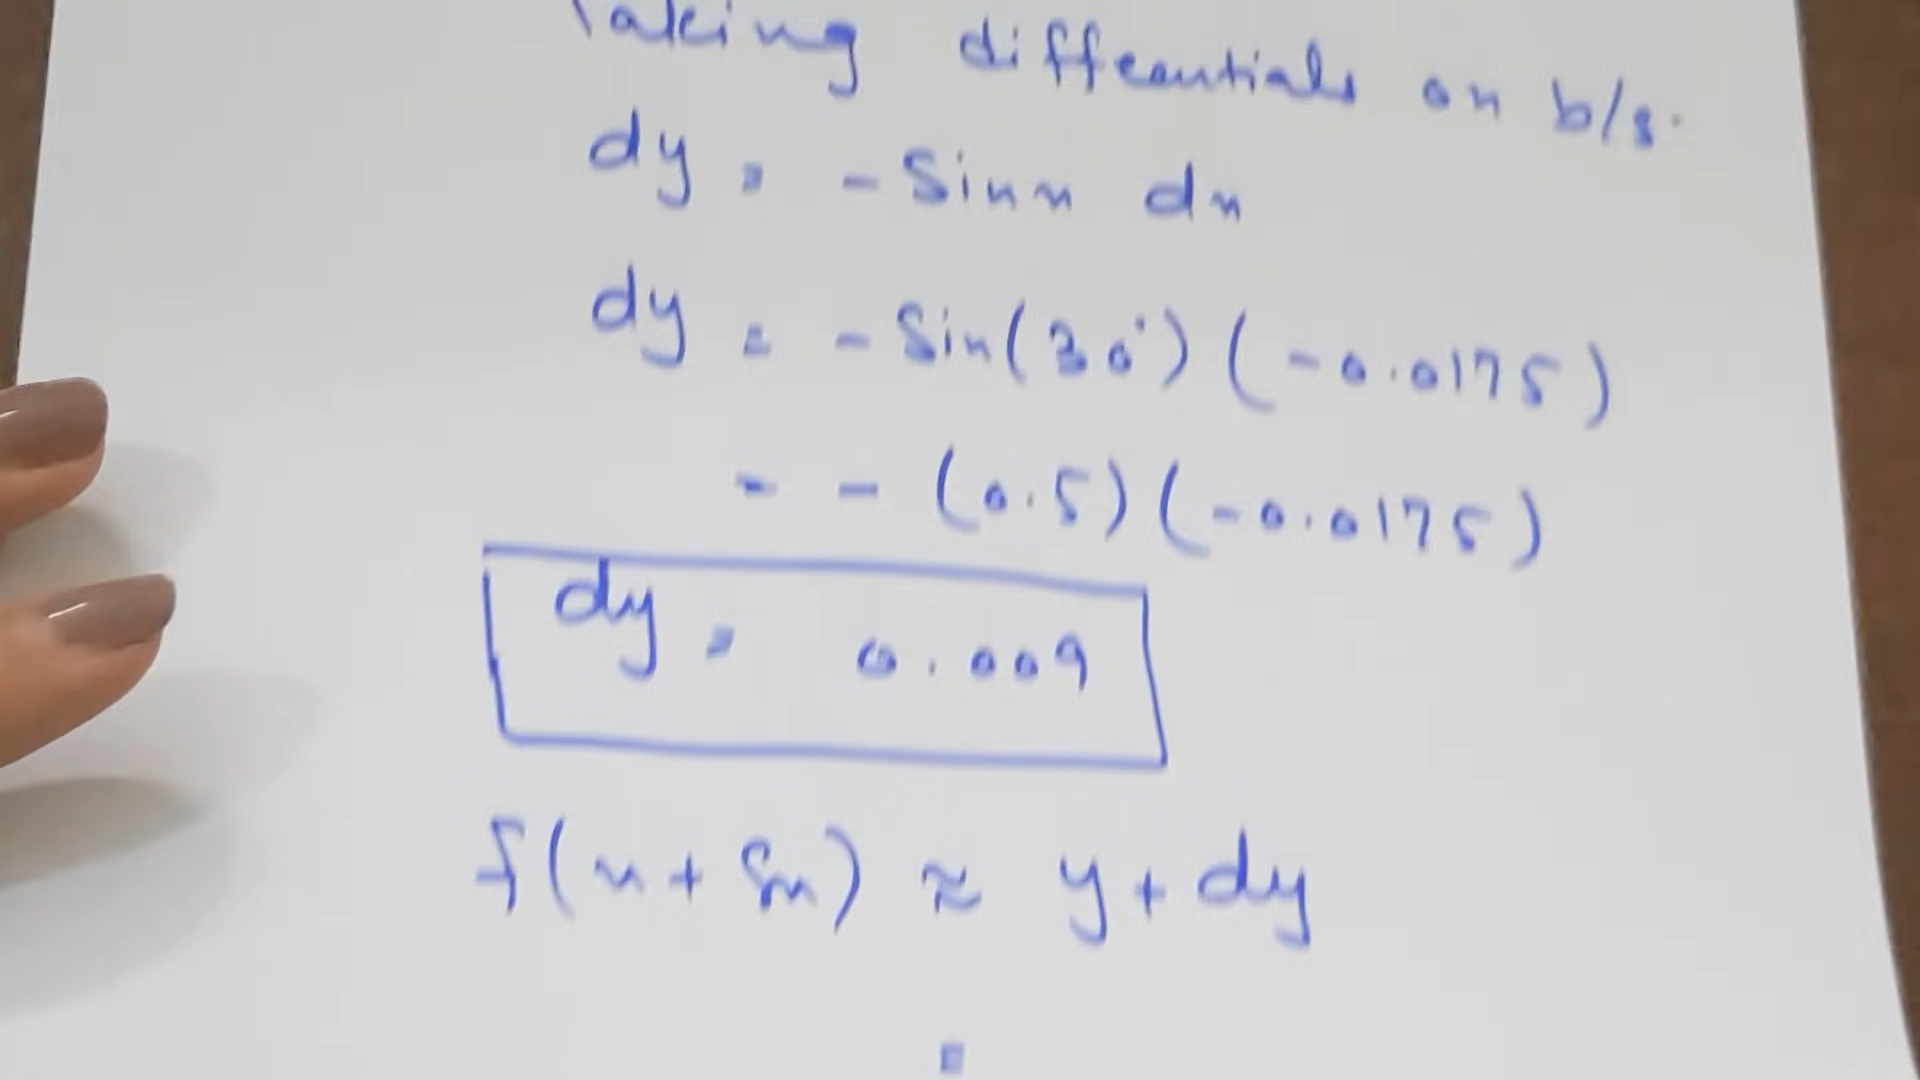 Taking diffeentials on b/s.
dy = - Sinx dx
dy = - Sin(30°) (-0.0175)
= - (0.5) (-0.0175)
dy = 0.009
f(x + δx) ≈ y + dy
=